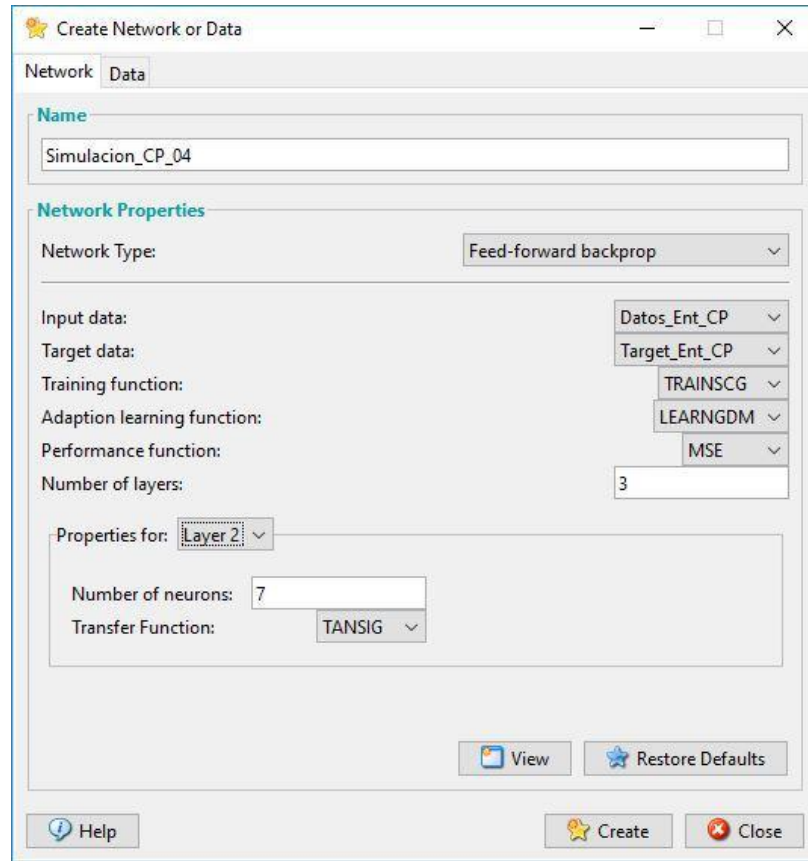 Create Network or Data
Network Data
Name
Simulacion_CP_04
Network Properties
Network Type: Feed-forward backprop
Input data: Datos_Ent_CP
Target data: Target_Ent_CP
Training function: TRAINSCG
Adaption learning function: LEARNGDM
Performance function: MSE
Number of layers: 3
Properties for: Layer 2
Number of neurons: 7
Transfer Function: TANSIG
View Restore Defaults
Help Create Close